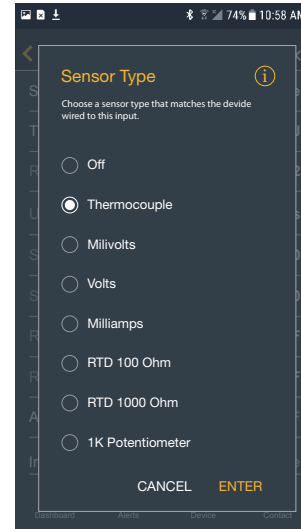 74% 10:58 AM
Sensor Type
Choose a sensor type that matches the devide
wired to this input.
Off
Thermocouple
Milivolts
Volts
Milliamps
RTD 100 Ohm
RTD 1000 Ohm
1K Potentiometer
CANCEL ENTER
Dashboard Alerts Device Contact